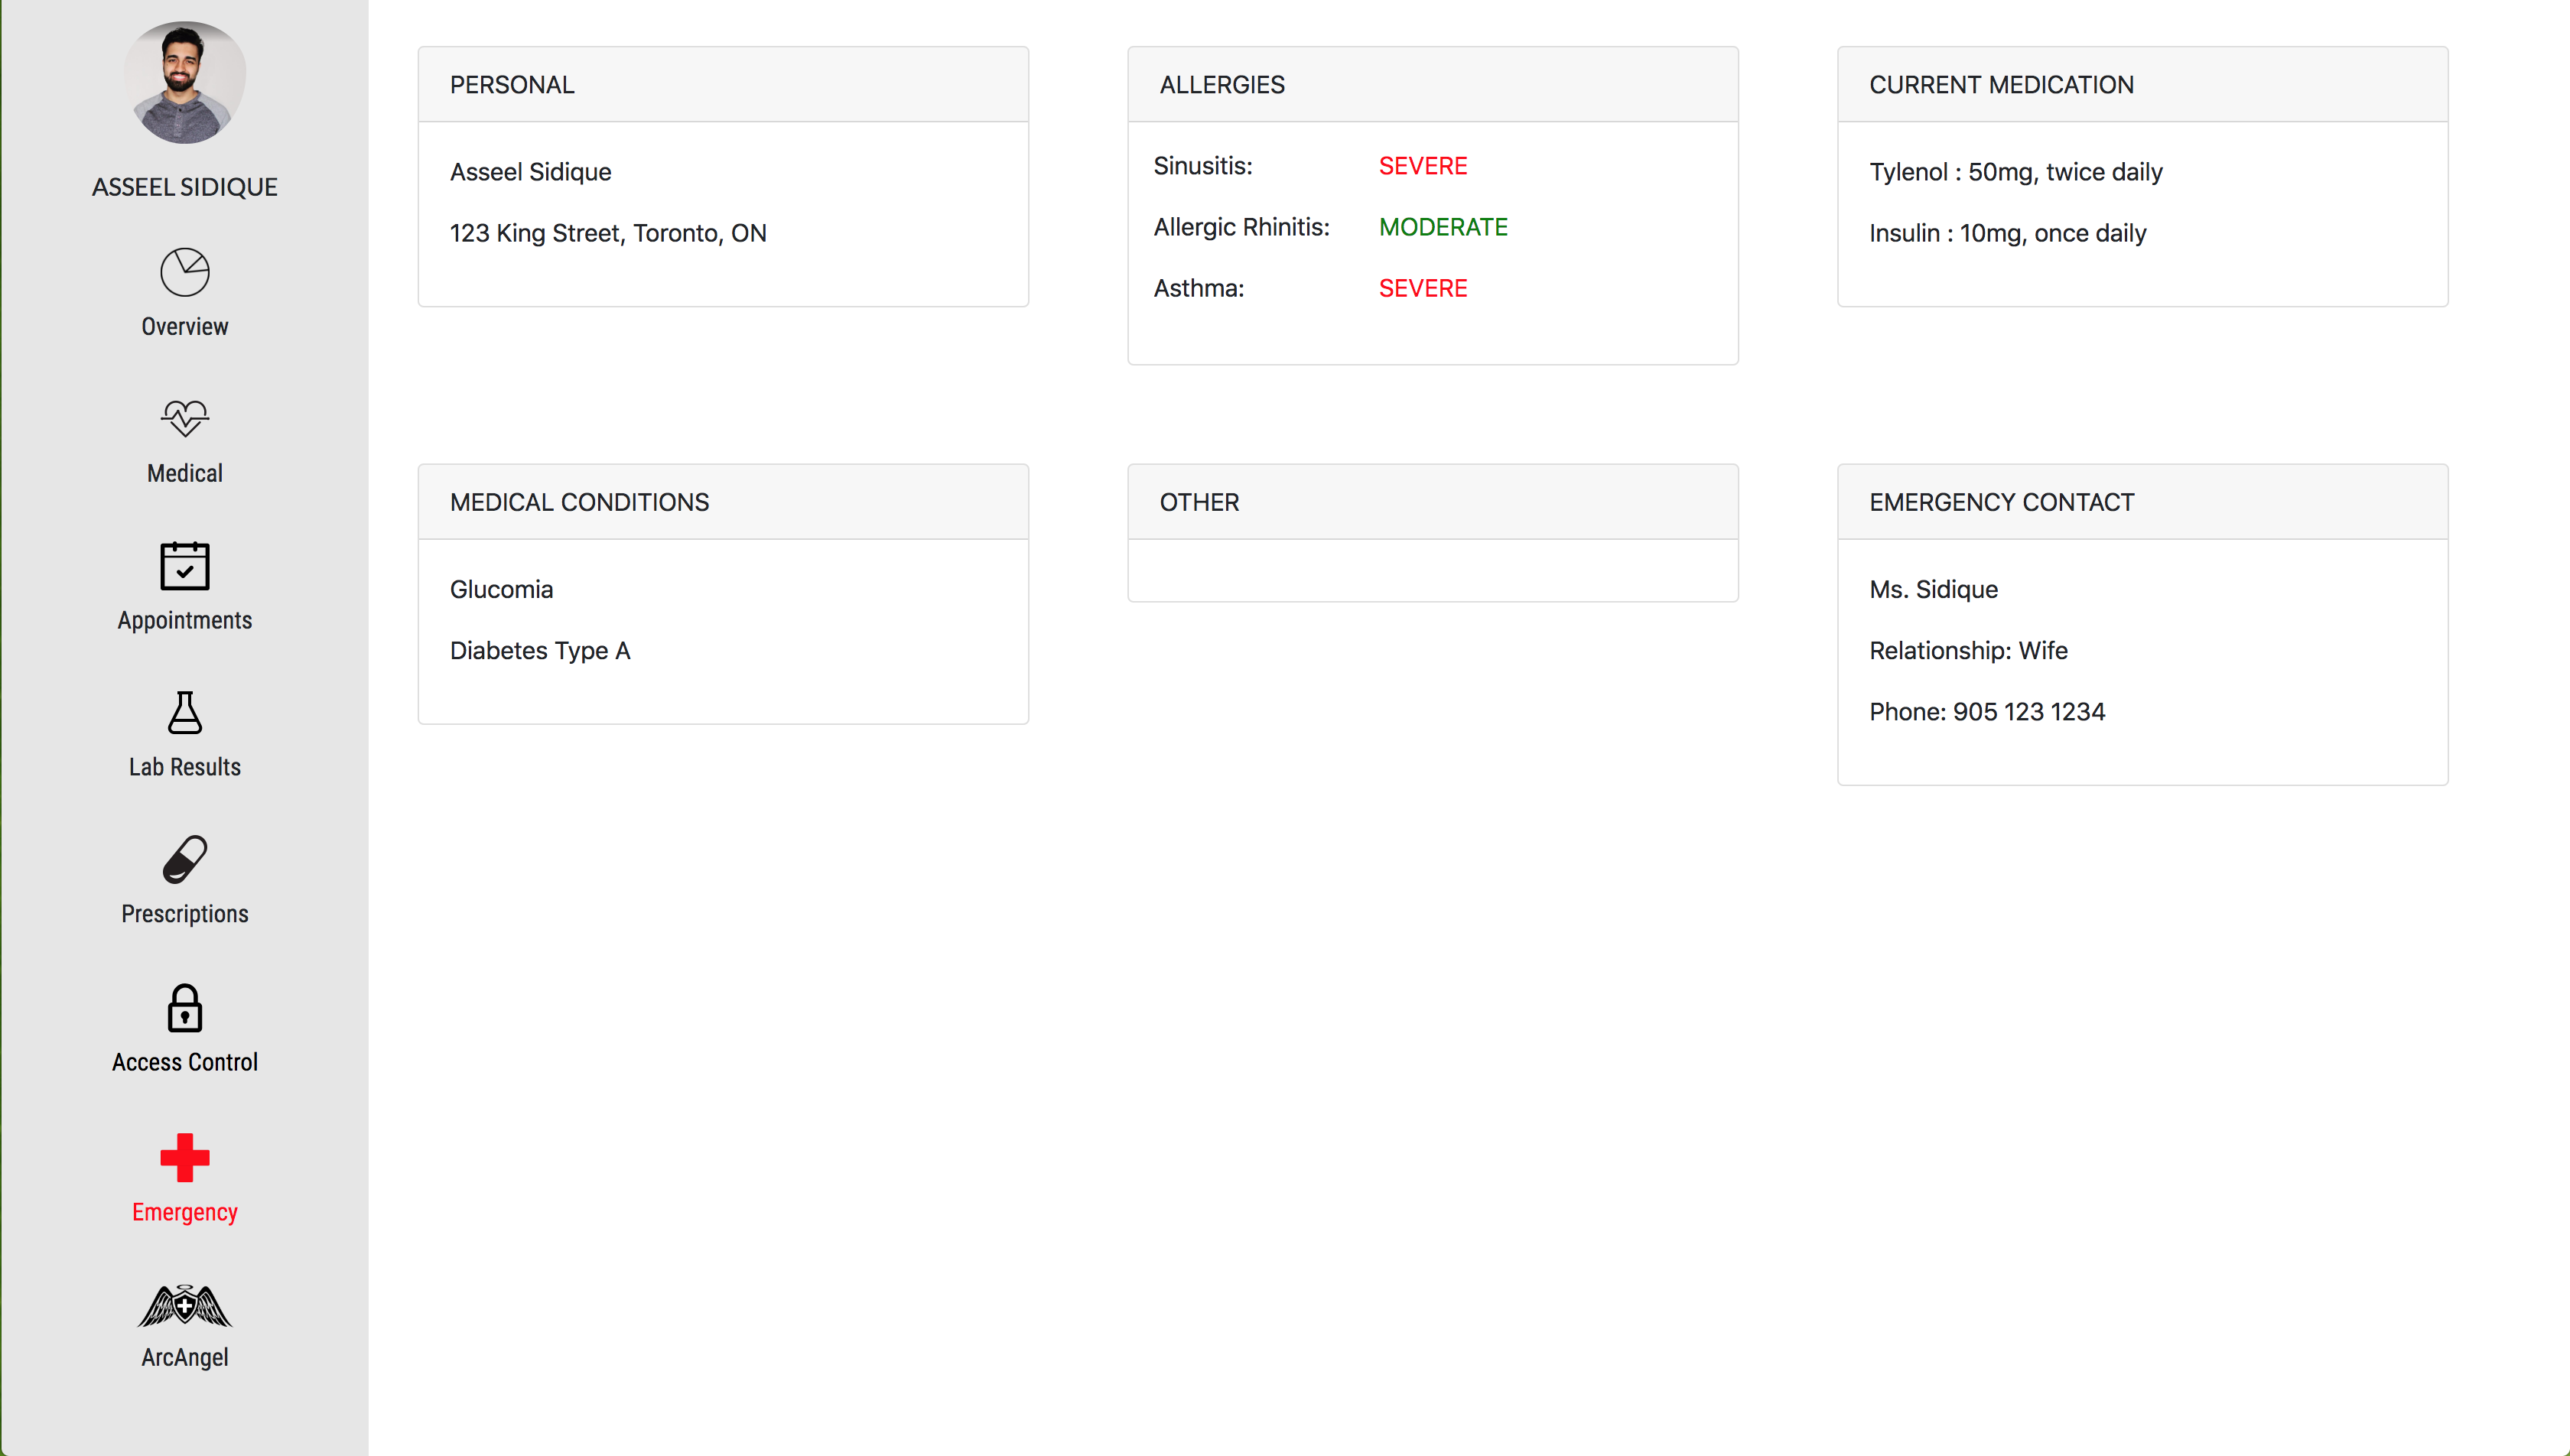 ASSEEL SIDIQUE
Overview
Medical
Appointments
Lab Results
Prescriptions
Access Control
Emergency
ArcAngel
PERSONAL
Asseel Sidique
123 King Street, Toronto, ON
ALLERGIES
Sinusitis: SEVERE
Allergic Rhinitis: MODERATE
Asthma: SEVERE
CURRENT MEDICATION
Tylenol : 50mg, twice daily
Insulin : 10mg, once daily
MEDICAL CONDITIONS
Glucomia
Diabetes Type A
OTHER
EMERGENCY CONTACT
Ms. Sidique
Relationship: Wife
Phone: 905 123 1234